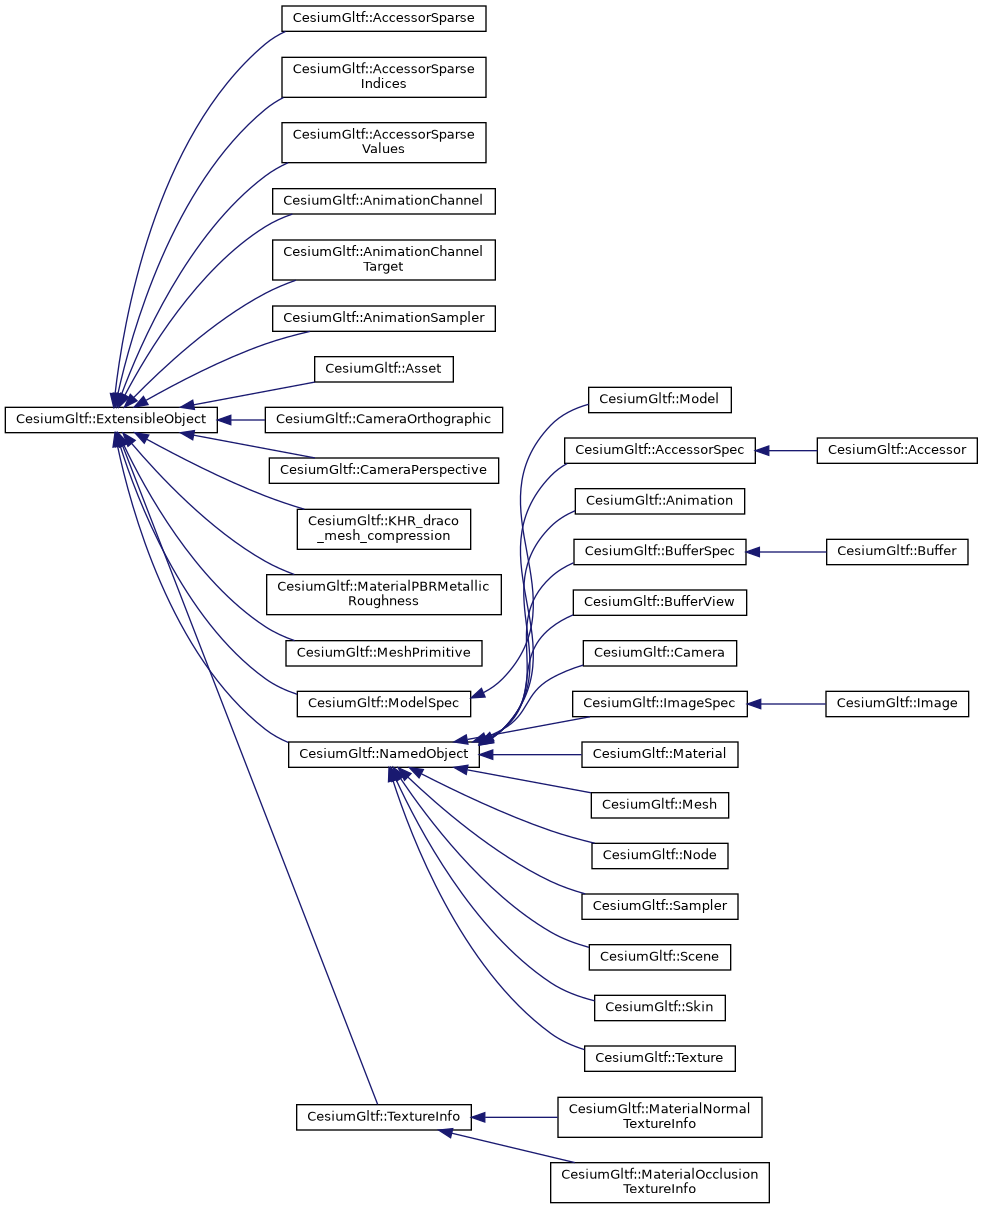 CesiumGltf::AccessorSparse
CesiumGltf::AccessorSparse
Indices
CesiumGltf::AccessorSparse
Values
CesiumGltf::AnimationChannel
CesiumGltf::AnimationChannel
Target
CesiumGltf::AnimationSampler
CesiumGltf::Asset
CesiumGltf::ExtensibleObject
CesiumGltf::CameraOrthographic
CesiumGltf::CameraPerspective
CesiumGltf::KHR_draco
_mesh_compression
CesiumGltf::MaterialPBRMetallic
Roughness
CesiumGltf::MeshPrimitive
CesiumGltf::ModelSpec
CesiumGltf::NamedObject
CesiumGltf::TextureInfo
CesiumGltf::Model
CesiumGltf::AccessorSpec
CesiumGltf::Animation
CesiumGltf::BufferSpec
CesiumGltf::BufferView
CesiumGltf::Camera
CesiumGltf::ImageSpec
CesiumGltf::Material
CesiumGltf::Mesh
CesiumGltf::Node
CesiumGltf::Sampler
CesiumGltf::Scene
CesiumGltf::Skin
CesiumGltf::Texture
CesiumGltf::MaterialNormal
TextureInfo
CesiumGltf::MaterialOcclusion
TextureInfo
CesiumGltf::Accessor
CesiumGltf::Buffer
CesiumGltf::Image